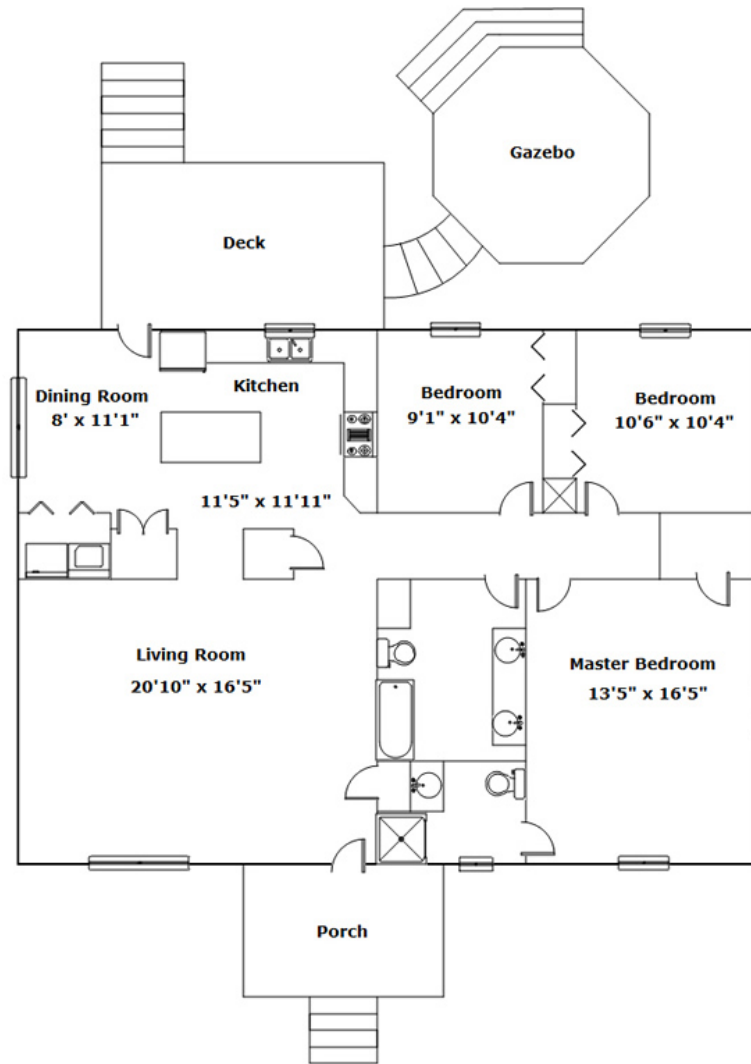 Gazebo
Deck
Dining Room
8' x 11'1"
Kitchen
11'5" x 11'11"
Bedroom
9'1" x 10'4"
Bedroom
10'6" x 10'4"
Living Room
20'10" x 16'5"
Master Bedroom
13'5" x 16'5"
Porch